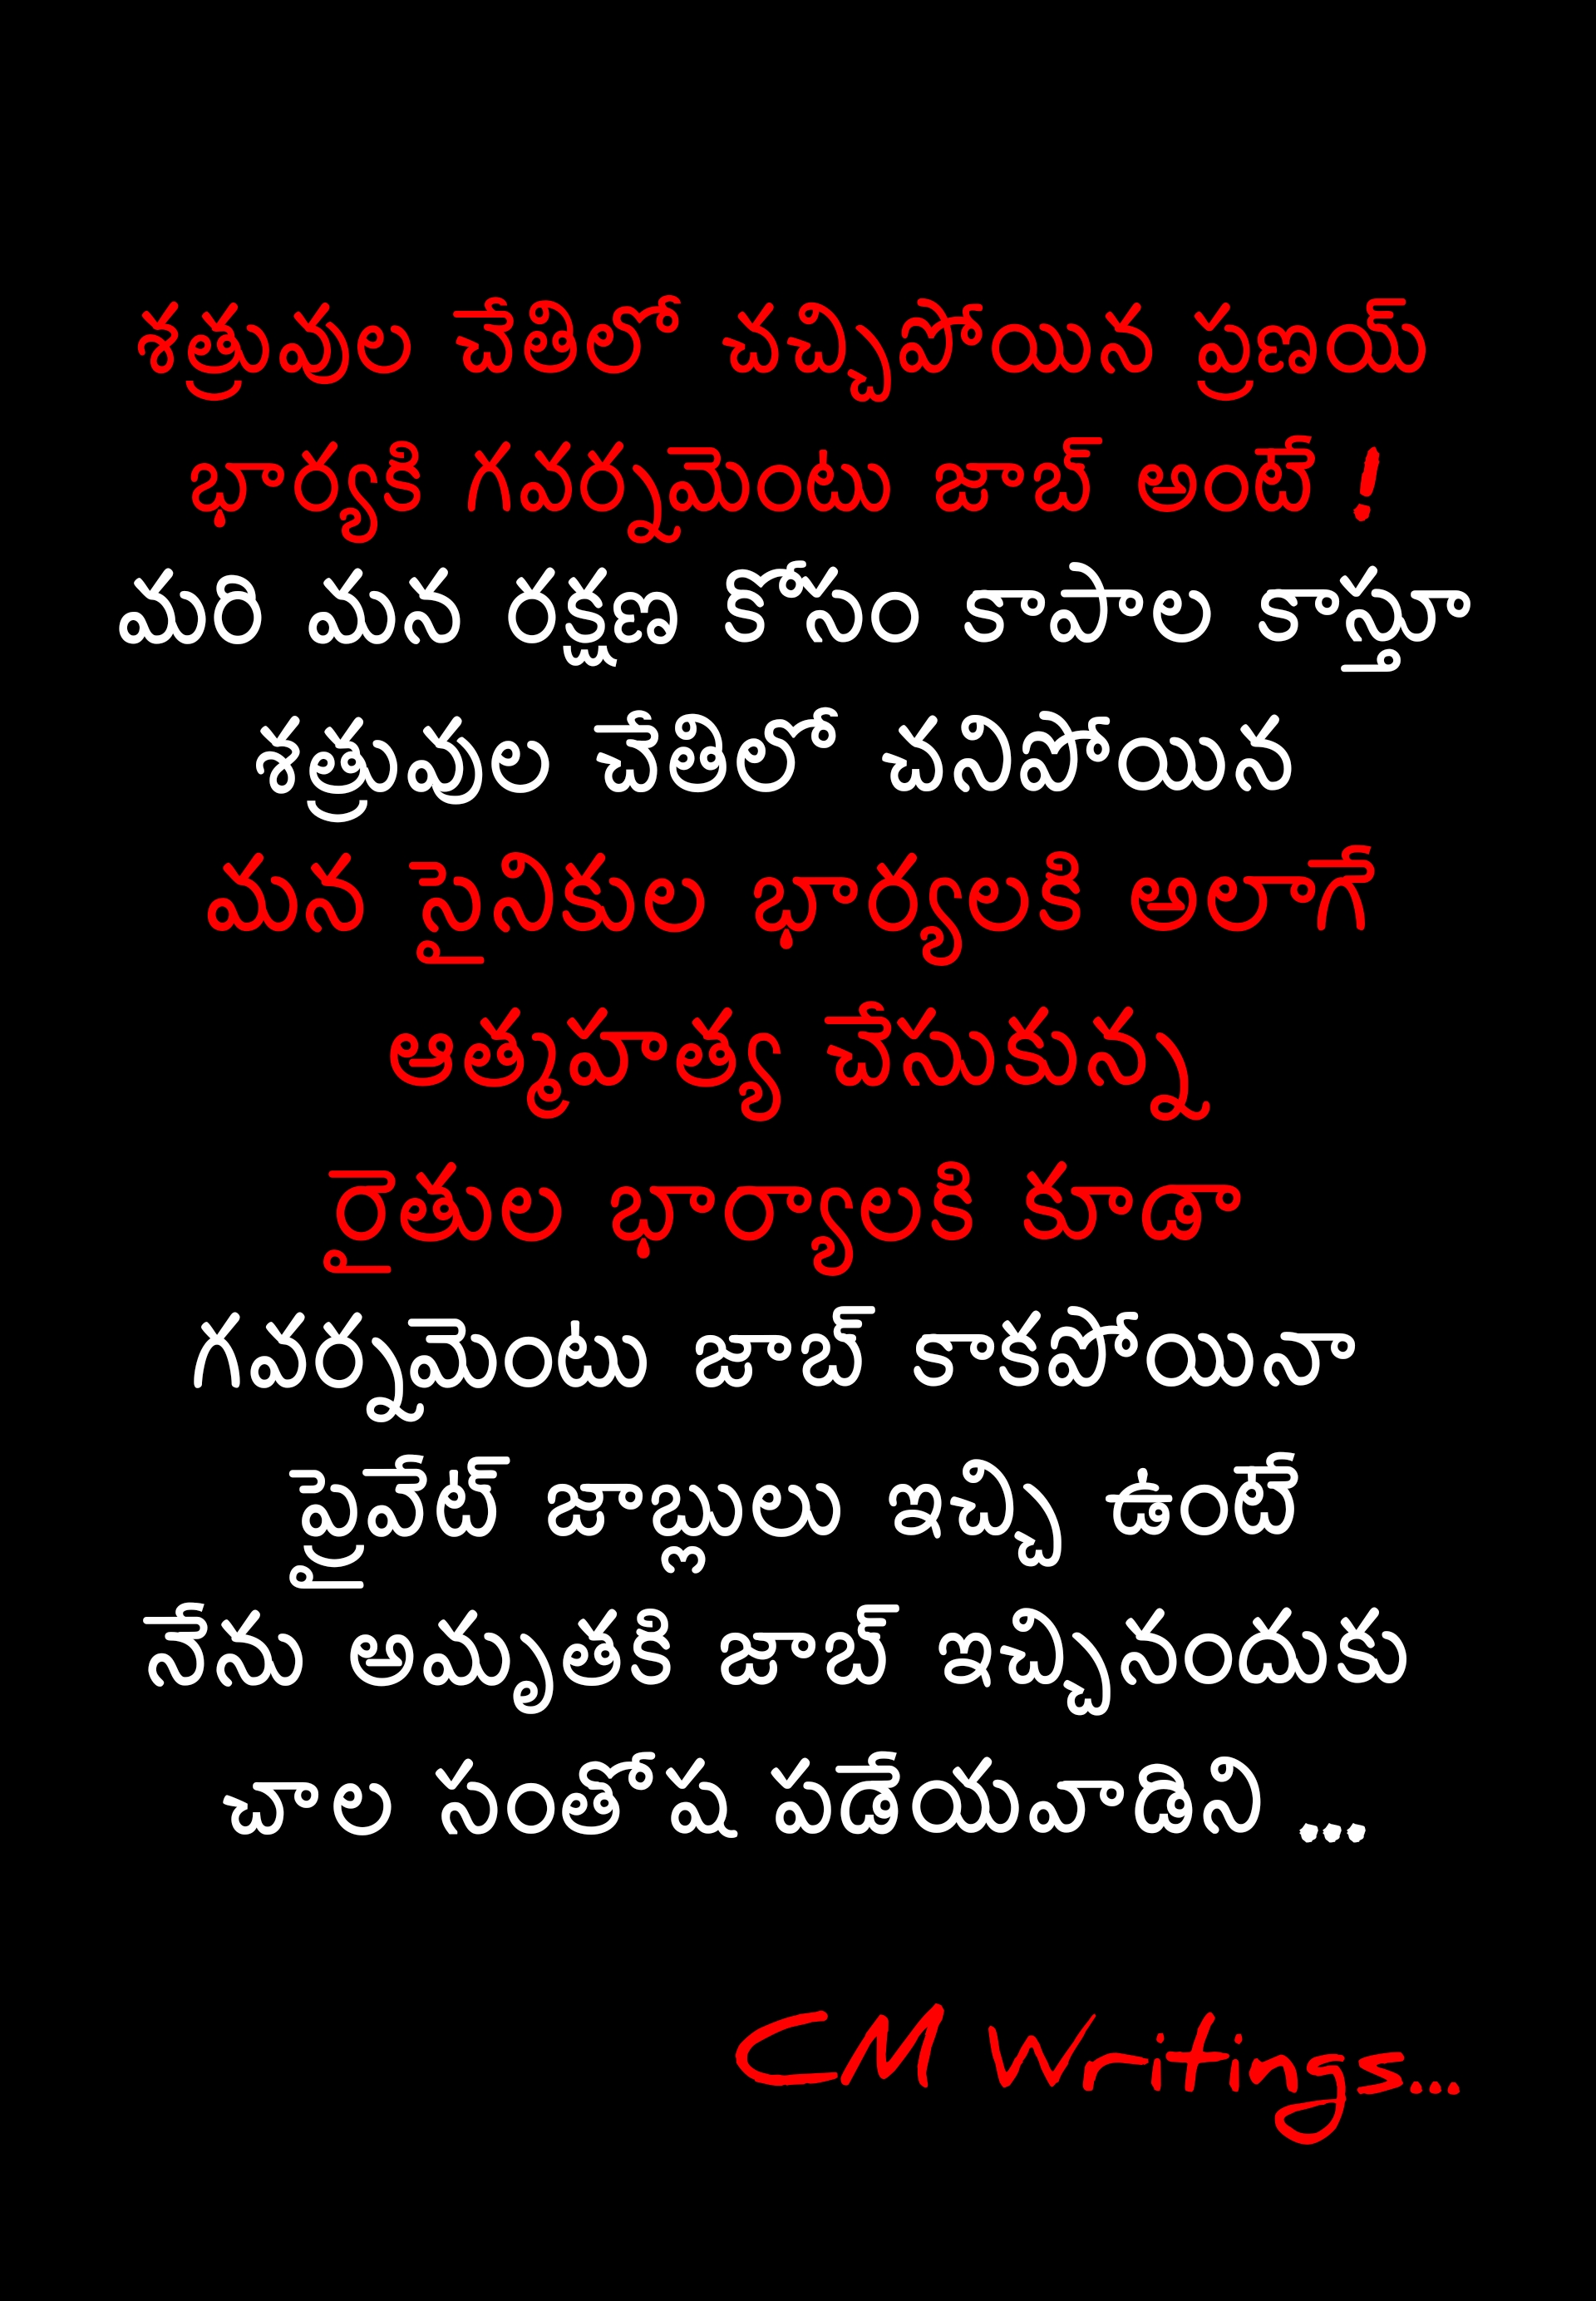 శత్రువుల చేతిలో చచ్చిపోయిన ప్రణయ్
భార్యకి గవర్నమెంటు జాబ్ అంటే !
మరి మన రక్షణ కోసం కాపాల కాస్తూ
శత్రువుల చేతిలో చనిపోయిన
మన సైనికుల భార్యలకి అలాగే
ఆత్మహత్య చేసుకున్న
రైతుల భార్యాలకి కూడా
గవర్నమెంటు జాబ్ కాకపోయినా
ప్రైవేట్ జాబ్లులు ఇచ్చి ఉంటే
నేను అమృతకి జాబ్ ఇచ్చినందుకు
చాల సంతోష పడేయవాడిని ...
CM Writings...